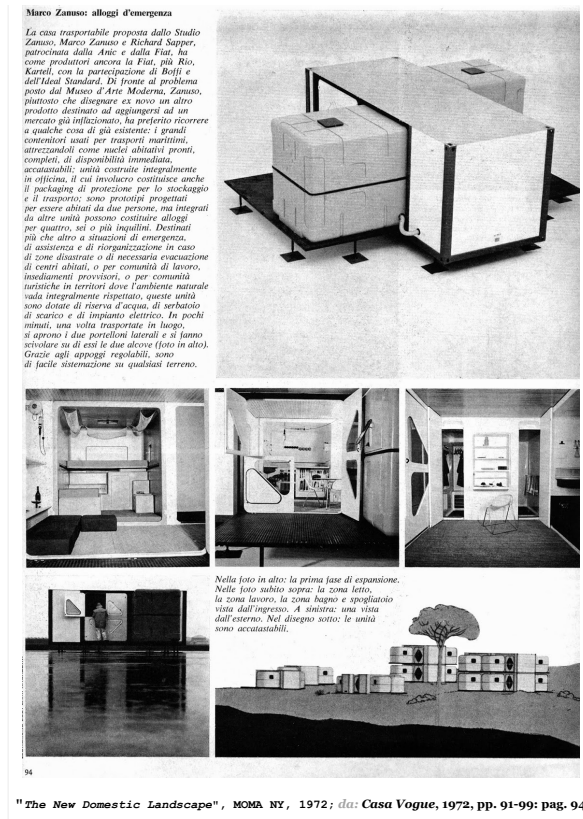 Marco Zanuso: alloggi d'emergenza
La casa trasportabile proposta dallo Studio
Zanuso, Marco Zanuso e Richard Sapper,
patrocinata dalla Anic e dalla Fiat, ha
come produttori ancora la Fiat, più Rio,
Kartell, con la partecipazione di Boffi e
dell'Ideal Standard. Di fronte al problema
posto dal Museo d'Arte Moderna, Zanuso,
piuttosto che disegnare ex novo un altro
prodotto destinato ad aggiungersi ad un
mercato già inflazionato, ha preferito ricorrere
a qualche cosa di già esistente: i grandi
contenitori usati per trasporti marittimi,
attrezzandoli come nuclei abitativi pronti,
completi, di disponibilità immediata,
accatastabili; unità costruite integralmente
in officina, il cui involucro costituisce anche
il packaging di protezione per lo stockaggio
e il trasporto; sono prototipi progettati
per essere abitati da due persone, ma integrati
da altre unità possono costituire alloggi
per quattro, sei o più inquilini. Destinati
più che altro a situazioni di emergenza,
di assistenza e di riorganizzazione in caso
di zone disastrate o di necessaria evacuazione
di centri abitati, o per comunità di lavoro,
insediamenti provvisori, o per comunità
turistiche in territori dove l'ambiente naturale
vada integralmente rispettato, queste unità
sono dotate di riserva d'acqua, di serbatoio
di scarico e di impianto elettrico. In pochi
minuti, una volta trasportate in luogo,
si aprono i due portelloni laterali e si fanno
scivolare su di essi le due alcove (foto in alto).
Grazie agli appoggi regolabili, sono
di facile sistemazione su qualsiasi terreno.
Nella foto in alto: la prima fase di espansione.
Nelle foto subito sopra: la zona letto,
la zona lavoro, la zona bagno e spogliatoio
vista dall'ingresso. A sinistra: una vista
dall'esterno. Nel disegno sotto: le unità
sono accatastabili.
94
"The New Domestic Landscape", MOMA NY, 1972; da: Casa Vogue, 1972, pp. 91-99: pag. 94